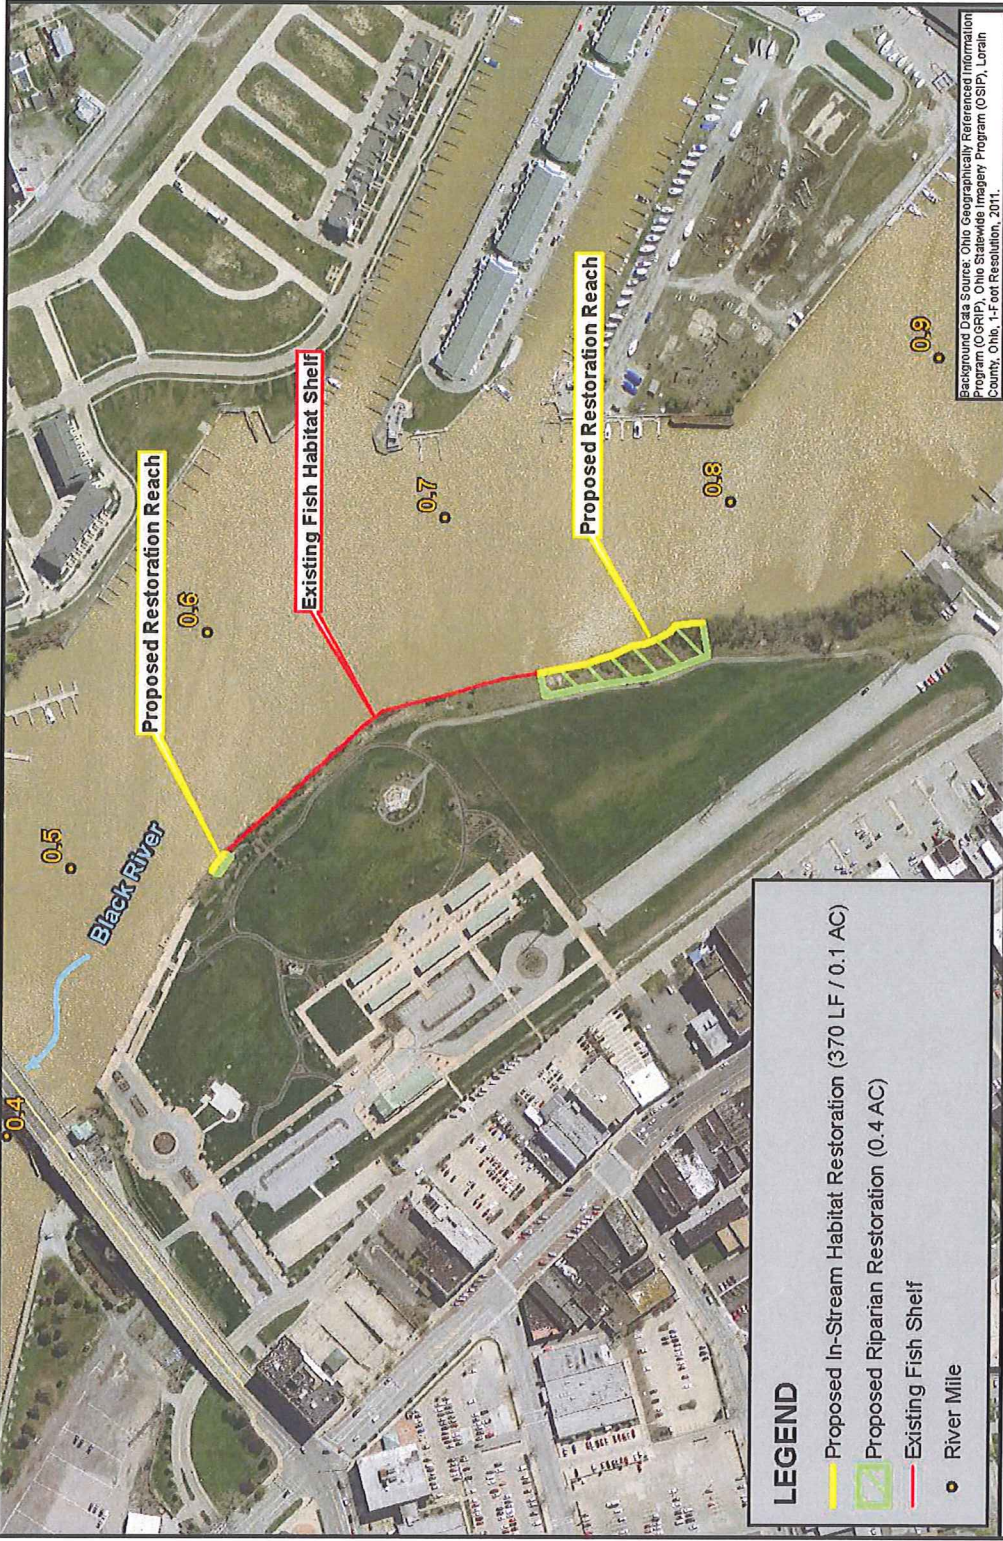 0.4
0.5
Black River
Proposed Restoration Reach
0.6
Existing Fish Habitat Shelf
0.7
Proposed Restoration Reach
0.8
0.9
LEGEND
Proposed In-Stream Habitat Restoration (370 LF / 0.1 AC)
Proposed Riparian Restoration (0.4 AC)
Existing Fish Shelf
River Mile
Background Data Source: Ohio Geographically Referenced Information
Program (OGRIP), Ohio Statewide Imagery Program (OSIP), Lorain
County, Ohio, 1-Foot Resolution, 2011.